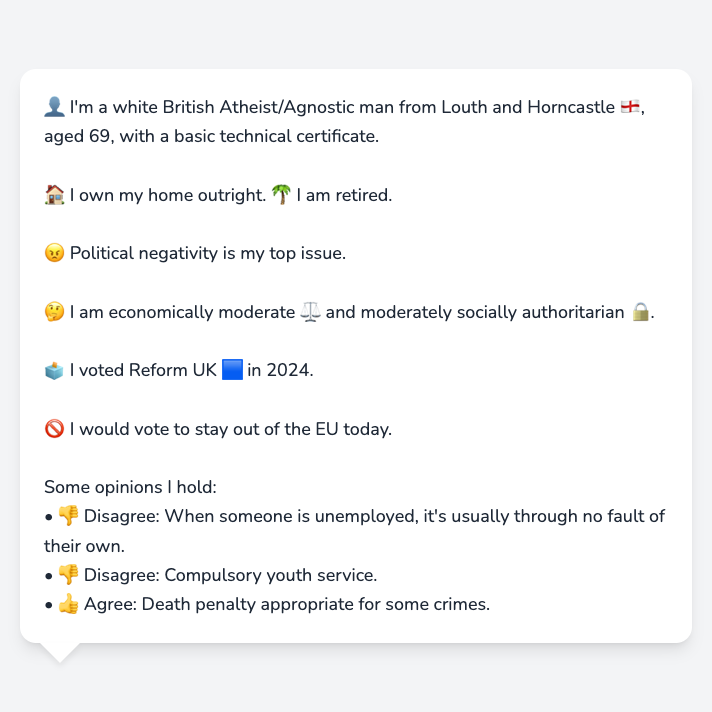 👤 I'm a white British Atheist/Agnostic man from Louth and Horncastle 🏴󠁧󠁢󠁥󠁮󠁧󠁿,
aged 69, with a basic technical certificate.
🏠 I own my home outright. 🌴 I am retired.
😠 Political negativity is my top issue.
🤔 I am economically moderate ⚖️ and moderately socially authoritarian 🔒.
🗳️ I voted Reform UK 🟦 in 2024.
🚫 I would vote to stay out of the EU today.
Some opinions I hold:
• 👎 Disagree: When someone is unemployed, it's usually through no fault of
their own.
• 👎 Disagree: Compulsory youth service.
• 👍 Agree: Death penalty appropriate for some crimes.